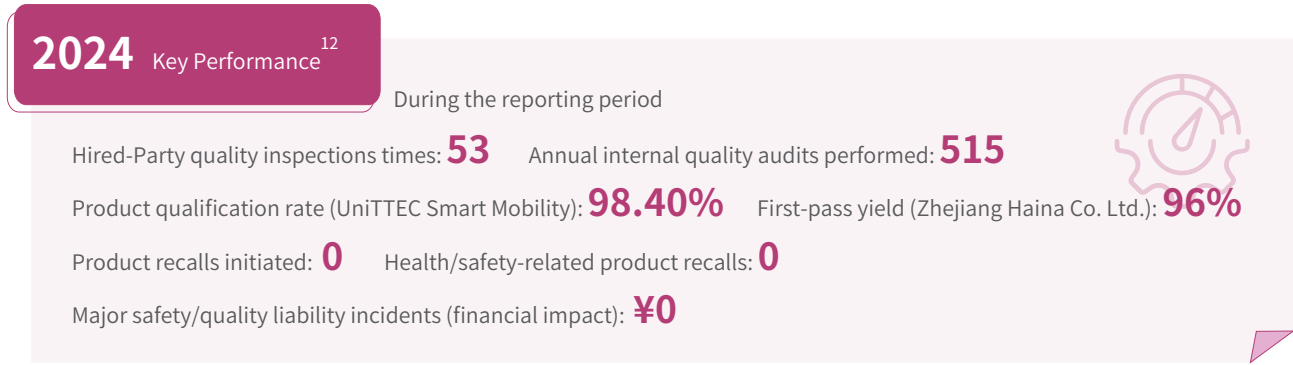 2024 Key Performance12
During the reporting period
Hired-Party quality inspections times: 53 Annual internal quality audits performed: 515
Product qualification rate (UniTTEC Smart Mobility): 98.40% First-pass yield (Zhejiang Haina Co. Ltd.): 96%
Product recalls initiated: 0 Health/safety-related product recalls: 0
Major safety/quality liability incidents (financial impact): ¥0